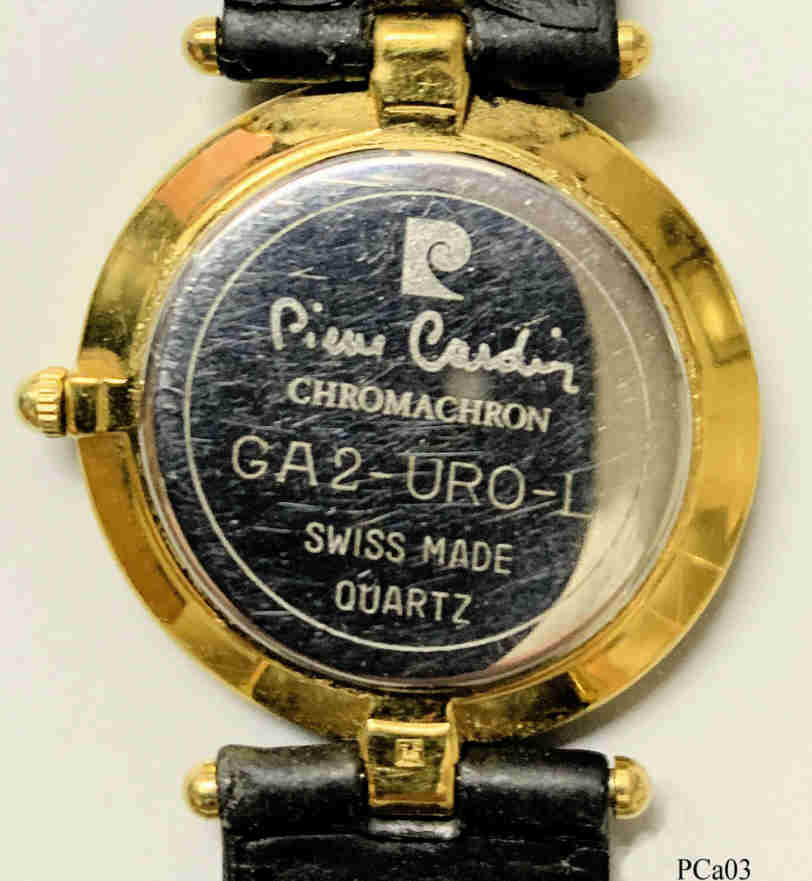 Pierre Cardin
CHROMACHRON
GA2-URO-L
SWISS MADE
QUARTZ
PCa03